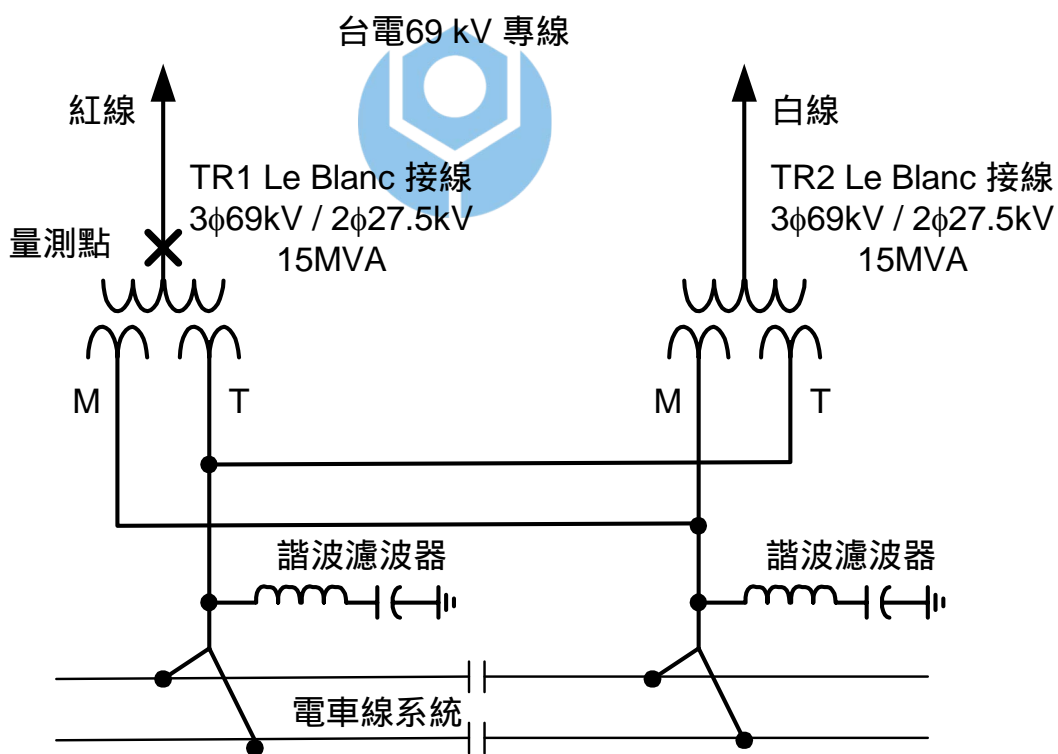 台電69 kV 專線
紅線
白線
TR1 Le Blanc 接線
3ϕ69kV / 2ϕ27.5kV
15MVA
TR2 Le Blanc 接線
3ϕ69kV / 2ϕ27.5kV
15MVA
量測點
M
T
M
T
諧波濾波器
諧波濾波器
電車線系統